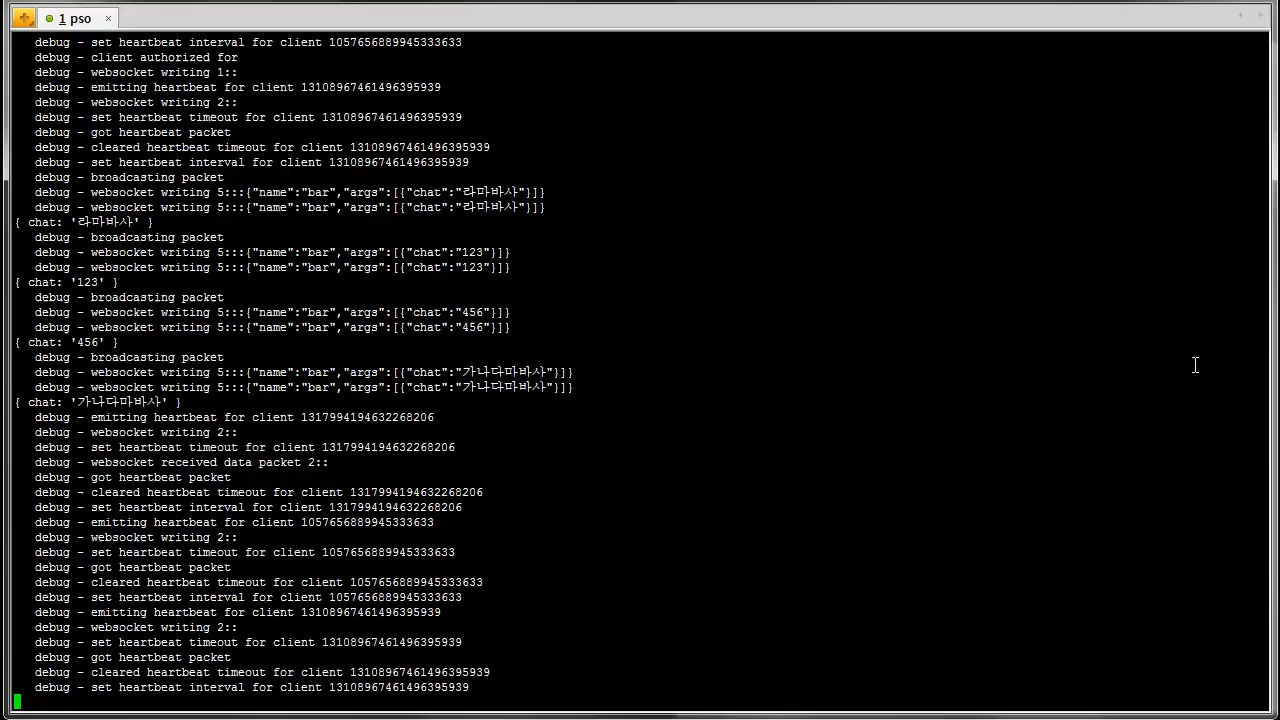 1 pso
debug - set heartbeat interval for client 1057656889945333633
debug - client authorized for
debug - websocket writing 1::
debug - emitting heartbeat for client 13108967461496395939
debug - websocket writing 2::
debug - set heartbeat timeout for client 13108967461496395939
debug - got heartbeat packet
debug - cleared heartbeat timeout for client 13108967461496395939
debug - set heartbeat interval for client 13108967461496395939
debug - broadcasting packet
debug - websocket writing 5:::{"name":"bar","args":[{"chat":"라마바사"}]}
debug - websocket writing 5:::{"name":"bar","args":[{"chat":"라마바사"}]}
{ chat: '라마바사' }
debug - broadcasting packet
debug - websocket writing 5:::{"name":"bar","args":[{"chat":"123"}]}
debug - websocket writing 5:::{"name":"bar","args":[{"chat":"123"}]}
{ chat: '123' }
debug - broadcasting packet
debug - websocket writing 5:::{"name":"bar","args":[{"chat":"456"}]}
debug - websocket writing 5:::{"name":"bar","args":[{"chat":"456"}]}
{ chat: '456' }
debug - broadcasting packet
debug - websocket writing 5:::{"name":"bar","args":[{"chat":"가나다마바사"}]}
debug - websocket writing 5:::{"name":"bar","args":[{"chat":"가나다마바사"}]}
{ chat: '가나다마바사' }
debug - emitting heartbeat for client 1317994194632268206
debug - websocket writing 2::
debug - set heartbeat timeout for client 1317994194632268206
debug - websocket received data packet 2::
debug - got heartbeat packet
debug - cleared heartbeat timeout for client 1317994194632268206
debug - set heartbeat interval for client 1317994194632268206
debug - emitting heartbeat for client 1057656889945333633
debug - websocket writing 2::
debug - set heartbeat timeout for client 1057656889945333633
debug - got heartbeat packet
debug - cleared heartbeat timeout for client 1057656889945333633
debug - set heartbeat interval for client 1057656889945333633
debug - emitting heartbeat for client 13108967461496395939
debug - websocket writing 2::
debug - set heartbeat timeout for client 13108967461496395939
debug - got heartbeat packet
debug - cleared heartbeat timeout for client 13108967461496395939
debug - set heartbeat interval for client 13108967461496395939